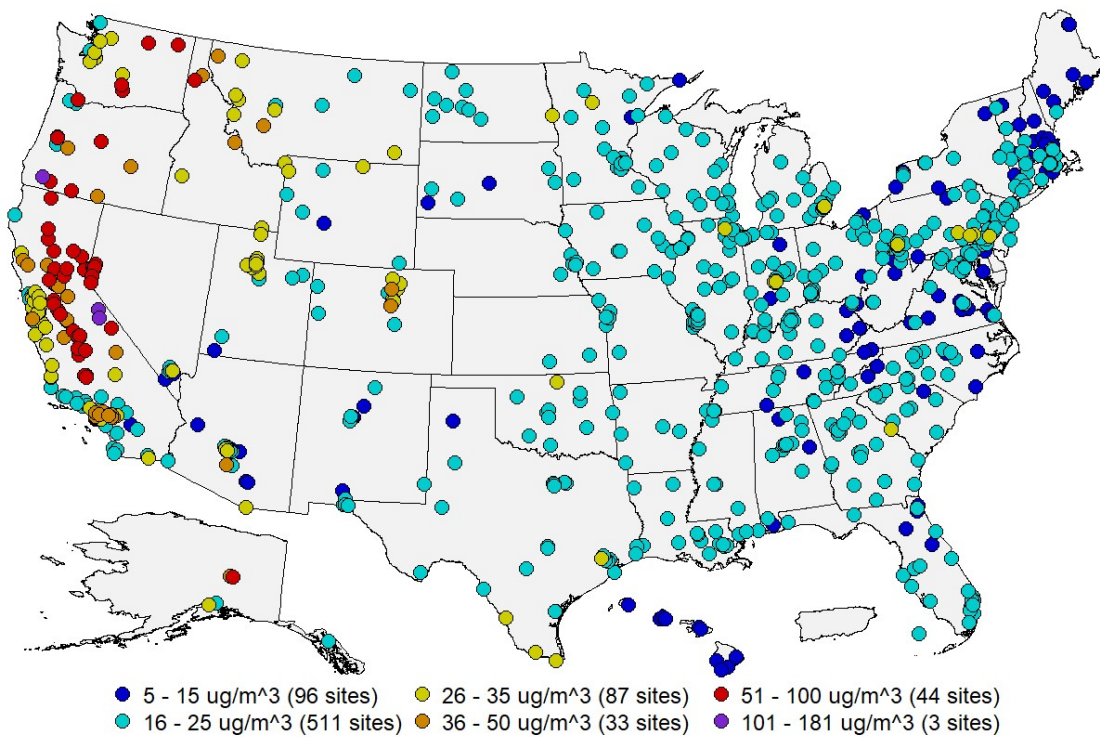 5 - 15 ug/m^3 (96 sites) 26 - 35 ug/m^3 (87 sites) 51 - 100 ug/m^3 (44 sites)
16 - 25 ug/m^3 (511 sites) 36 - 50 ug/m^3 (33 sites) 101 - 181 ug/m^3 (3 sites)